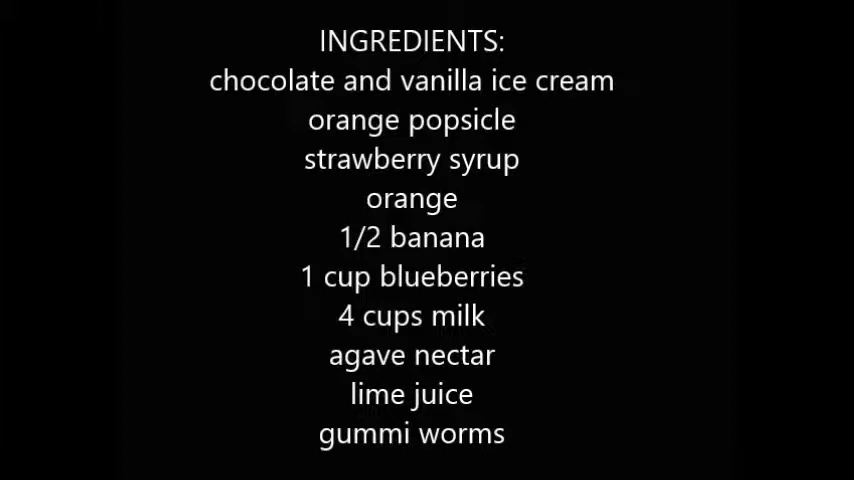 INGREDIENTS:
chocolate and vanilla ice cream
orange popsicle
strawberry syrup
orange
1/2 banana
1 cup blueberries
4 cups milk
agave nectar
lime juice
gummi worms